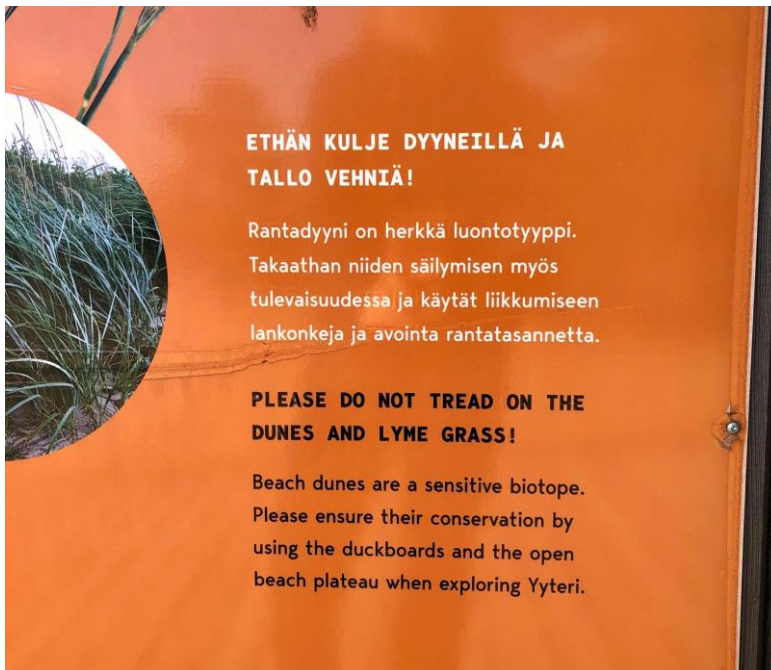 ETHÄN KULJE DYYNEILLÄ JA
TALLO VEHNIÄ!
Rantadyyni on herkkä luontotyyppi.
Takaathan niiden säilymisen myös
tulevaisuudessa ja käytät liikkumiseen
lankonkeja ja avointa rantatasannetta.
PLEASE DO NOT TREAD ON THE
DUNES AND LYME GRASS!
Beach dunes are a sensitive biotope.
Please ensure their conservation by
using the duckboards and the open
beach plateau when exploring Yyteri.